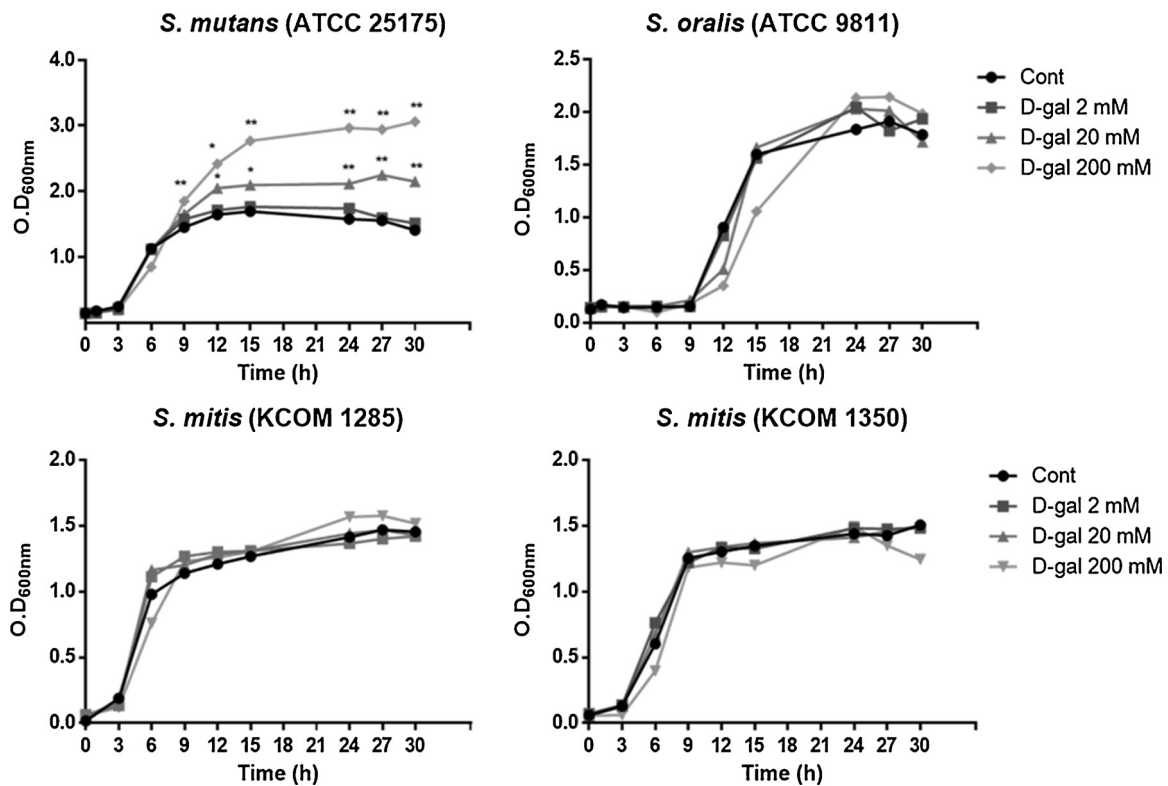 S. mutans (ATCC 25175)
4.0
3.0
2.0
1.0
O.D600nm
** * ** ** ** **
* * ** ** **
0 3 6 9 12 15 18 21 24 27 30
Time (h)
S. oralis (ATCC 9811)
2.5
2.0
1.5
1.0
0.5
0.0
O.D600nm
0 3 6 9 12 15 18 21 24 27 30
Time (h)
Cont
D-gal 2 mM
D-gal 20 mM
D-gal 200 mM
S. mitis (KCOM 1285)
2.0
1.5
1.0
0.5
0.0
O.D600nm
0 3 6 9 12 15 18 21 24 27 30
Time (h)
S. mitis (KCOM 1350)
2.0
1.5
1.0
0.5
0.0
O.D600nm
0 3 6 9 12 15 18 21 24 27 30
Time (h)
Cont
D-gal 2 mM
D-gal 20 mM
D-gal 200 mM